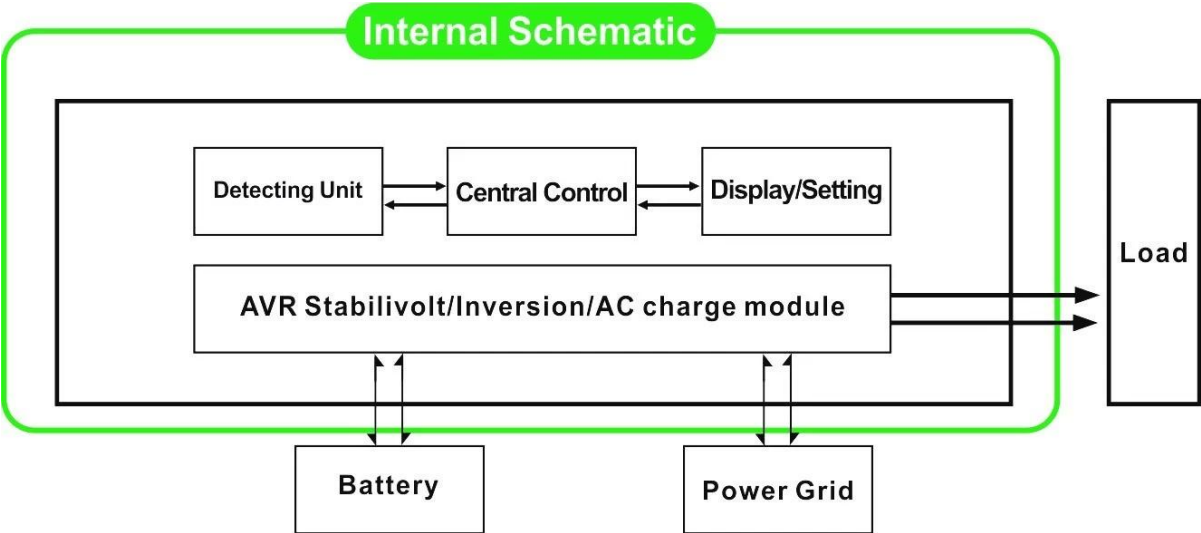 Internal Schematic
Detecting Unit
Central Control
Display/Setting
Load
AVR Stabilivolt/Inversion/AC charge module
Battery
Power Grid